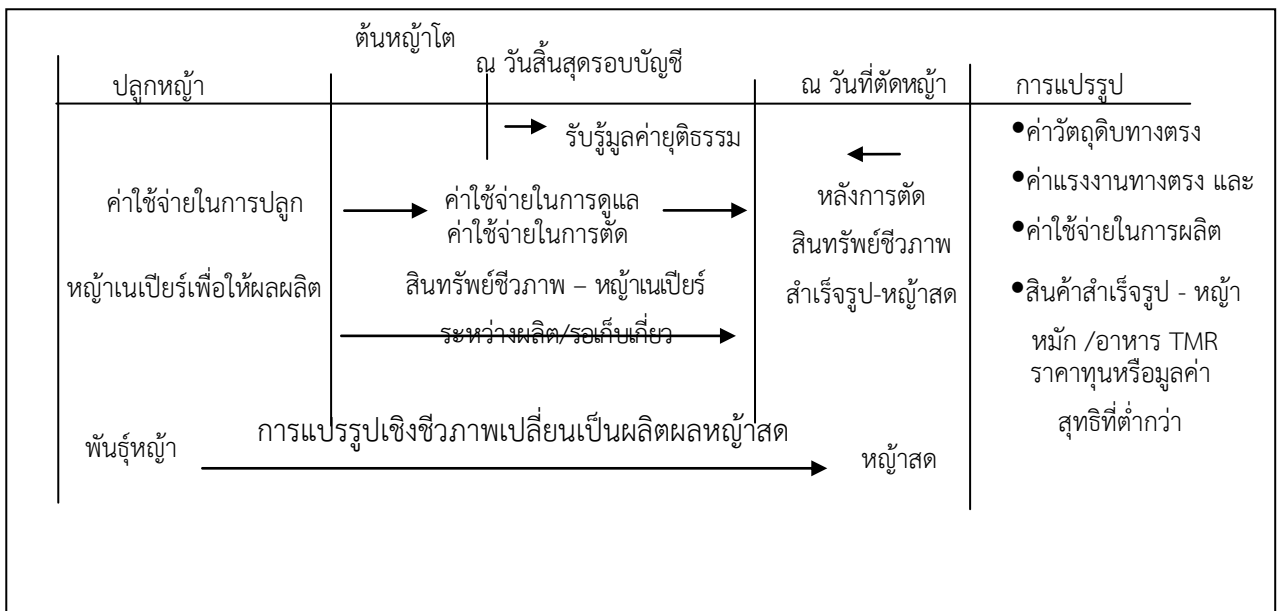 ต้นหญ้าโต
ณ วันสิ้นสุดรอบบัญชี
ปลูกหญ้า
ณ วันที่ตัดหญ้า
การแปรรูป
รับรู้มูลค่ายุติธรรม
ค่าใช้จ่ายในการปลูก
หญ้าเนเปียร์เพื่อให้ผลผลิต
ค่าใช้จ่ายในการดูแล
ค่าใช้จ่ายในการตัด
สินทรัพย์ชีวภาพ – หญ้าเนเปียร์
ระหว่างผลิต/รอเก็บเกี่ยว
หลังการตัด
สินทรัพย์ชีวภาพ
สำเร็จรูป-หญ้าสด
•ค่าวัตถุดิบทางตรง
•ค่าแรงงานทางตรง และ
•ค่าใช้จ่ายในการผลิต
•สินค้าสำเร็จรูป - หญ้า
หมัก /อาหาร TMR
ราคาทุนหรือมูลค่า
สุทธิที่ต่ำกว่า
พันธุ์หญ้า
การแปรรูปเชิงชีวภาพเปลี่ยนเป็นผลิตผลหญ้าสด
หญ้าสด